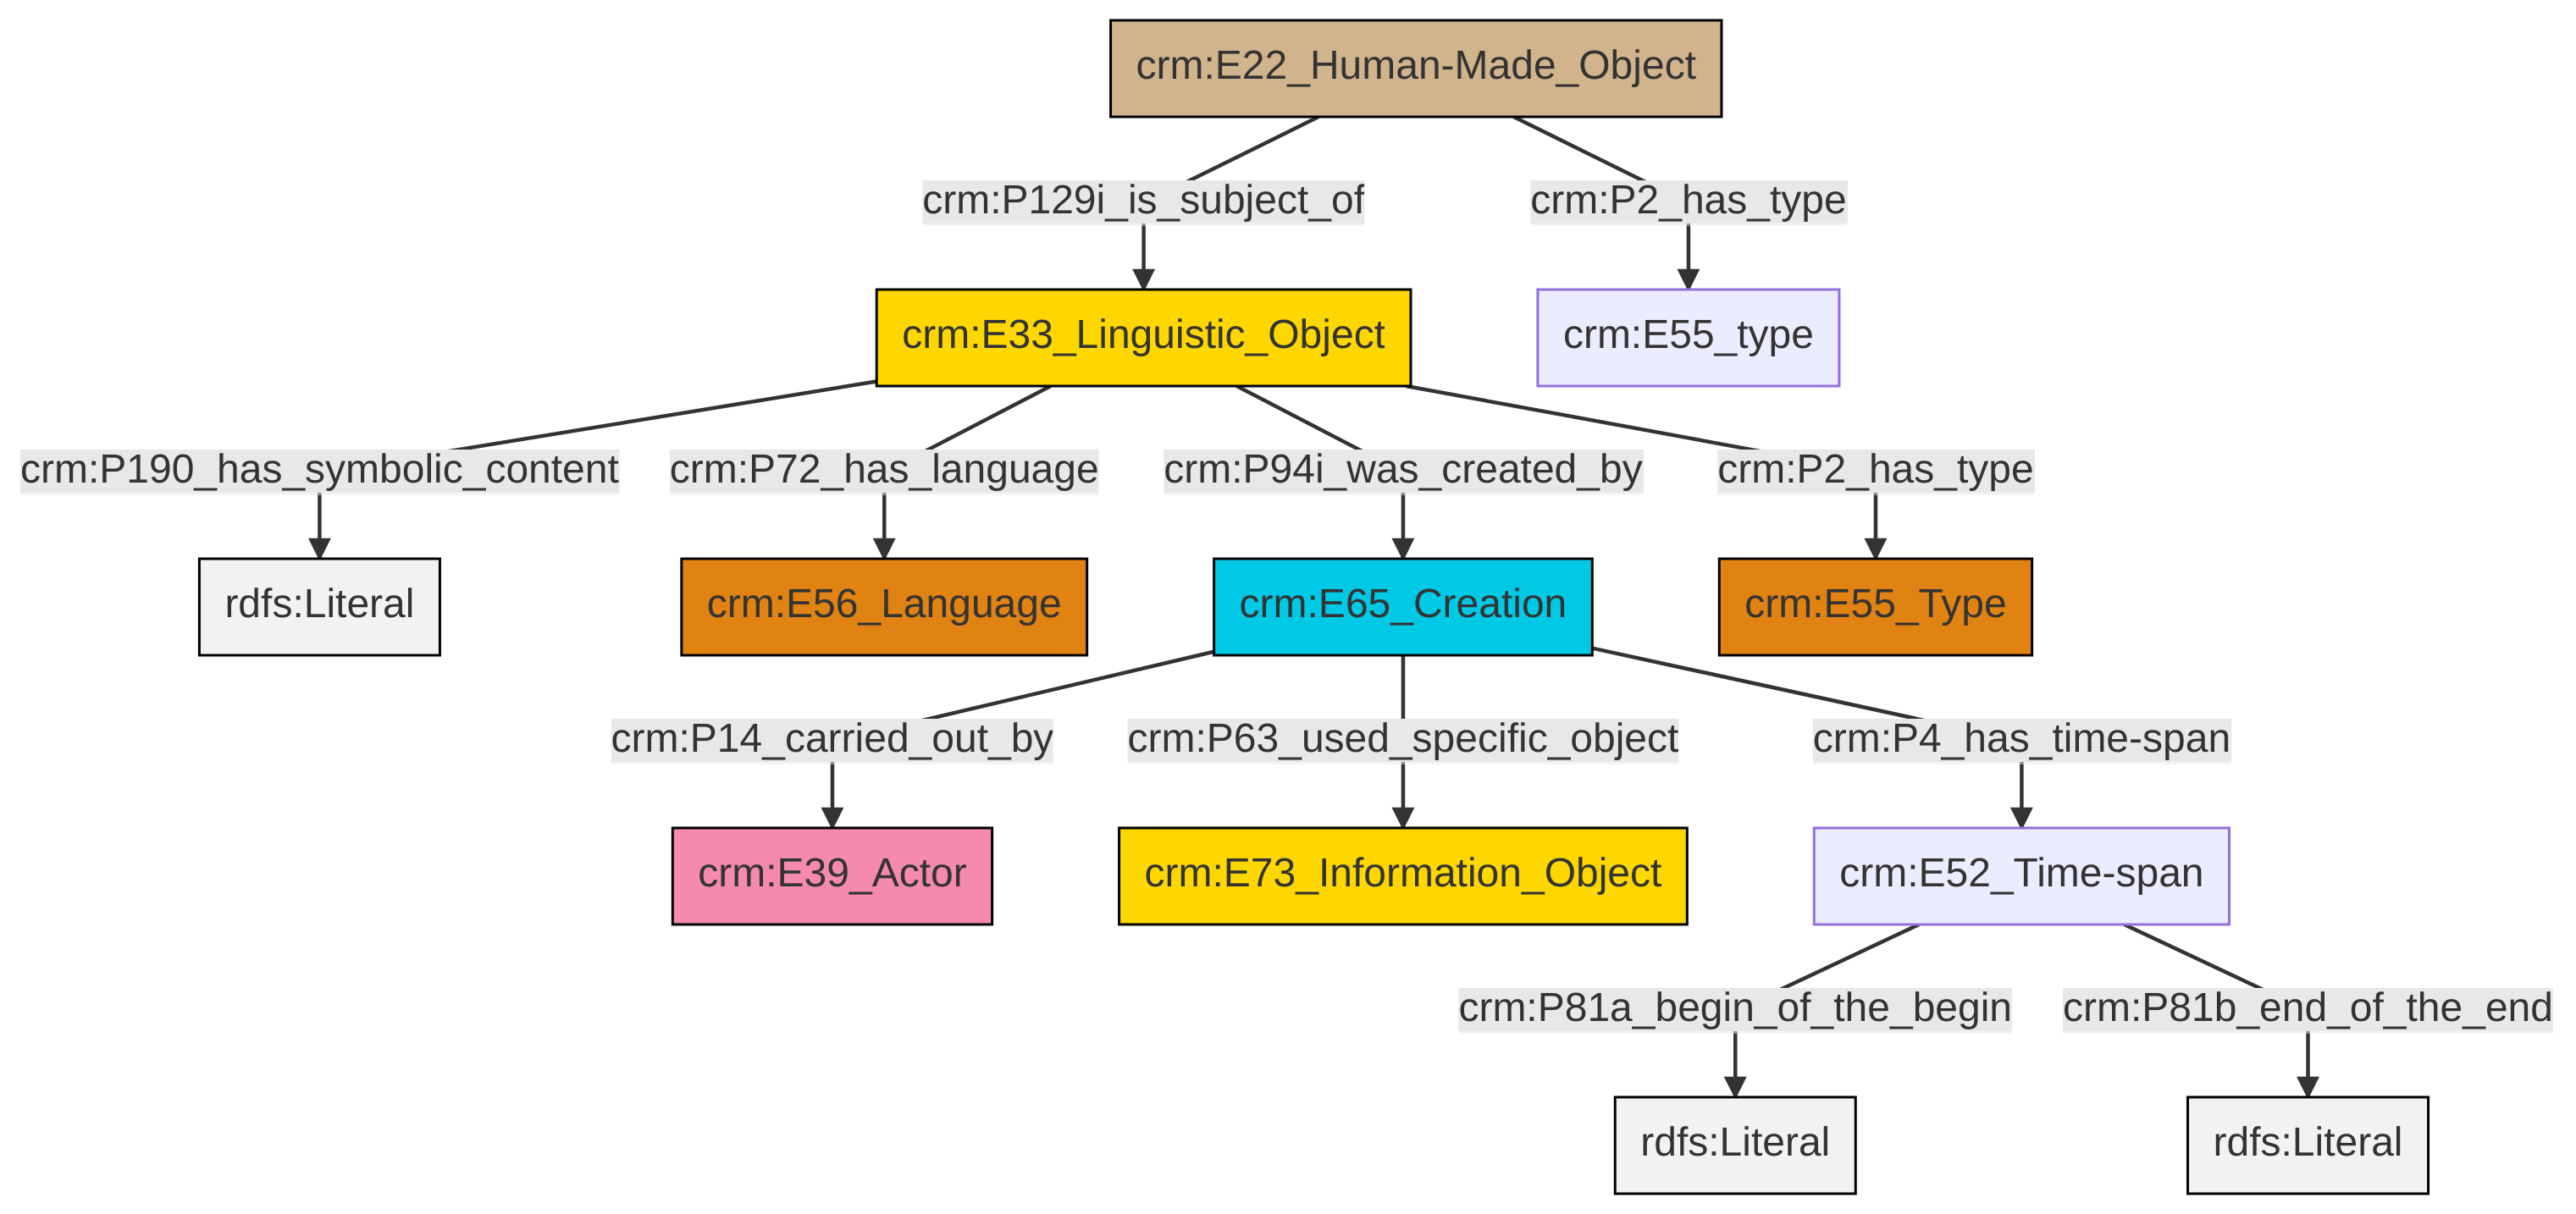 crm:E22_Human-Made_Object
crm:P129i_is_subject_of
crm:P2_has_type
crm:E33_Linguistic_Object
crm:E55_type
crm:P190_has_symbolic_content
crm:P72_has_language
crm:P94i_was_created_by
crm:P2_has_type
rdfs:Literal
crm:E56_Language
crm:E65_Creation
crm:E55_Type
crm:P14_carried_out_by
crm:P63_used_specific_object
crm:P4_has_time-span
crm:E39_Actor
crm:E73_Information_Object
crm:E52_Time-span
crm:P81a_begin_of_the_begin
crm:P81b_end_of_the_end
rdfs:Literal
rdfs:Literal